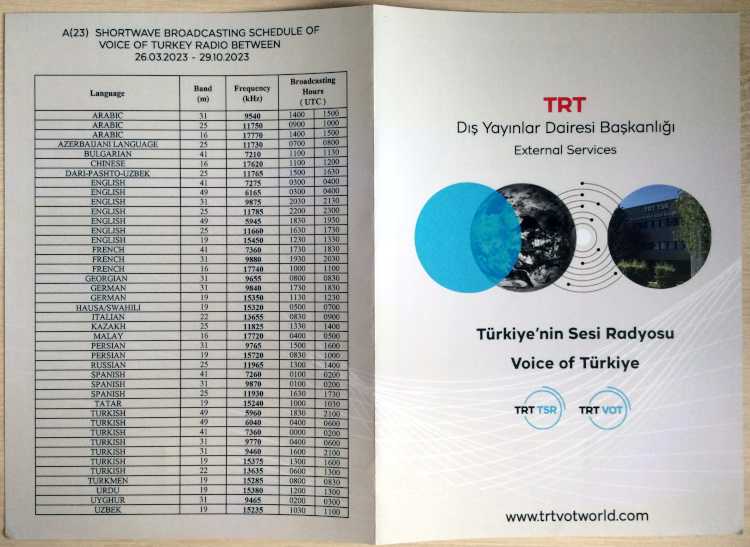 A(23) SHORTWAVE BROADCASTING SCHEDULE OF
VOICE OF TURKEY RADIO BETWEEN
26.03.2023 - 29.10.2023
Language Band (m) Frequency (kHz) Broadcasting Hours ( UTC )
ARABIC 31 9540 1400 1500
ARABIC 25 11750 0900 1000
ARABIC 16 17770 1400 1500
AZERBAIJANI LANGUAGE 25 11730 0700 0800
BULGARIAN 41 7210 1100 1130
CHINESE 16 17620 1100 1200
DARI-PASHTO-UZBEK 25 11765 1500 1630
ENGLISH 41 7275 0300 0400
ENGLISH 49 6165 0300 0400
ENGLISH 31 9875 2030 2130
ENGLISH 25 11785 2200 2300
ENGLISH 49 5945 1830 1930
ENGLISH 25 11660 1630 1730
ENGLISH 19 15450 1230 1330
FRENCH 41 7360 1730 1830
FRENCH 31 9880 1930 2030
FRENCH 16 17740 1000 1100
GEORGIAN 31 9655 0800 0830
GERMAN 31 9840 1730 1830
GERMAN 19 15350 1130 1230
HAUSA/SWAHILI 19 15320 0500 0700
ITALIAN 22 13655 0830 0900
KAZAKH 25 11825 1330 1400
MALAY 16 17720 0400 0500
PERSIAN 31 9765 1500 1600
PERSIAN 19 15720 0830 1000
RUSSIAN 25 11965 1300 1400
SPANISH 41 7260 0100 0200
SPANISH 31 9870 0100 0200
SPANISH 25 11930 1630 1730
TATAR 19 15240 1000 1030
TURKISH 49 5960 1830 2100
TURKISH 49 6040 0400 0600
TURKISH 41 7360 0000 0200
TURKISH 31 9770 0400 0600
TURKISH 31 9460 1600 2100
TURKISH 19 15375 1300 1600
TURKISH 22 13635 0600 1300
TURKMEN 19 15285 0800 0830
URDU 19 15380 1200 1300
UYGHUR 31 9465 0200 0300
UZBEK 19 15235 1030 1100
TRT
Dış Yayınlar Dairesi Başkanlığı
External Services
TRT TSR
Türkiye'nin Sesi Radyosu
Voice of Türkiye
TRT TSR TRT VOT
www.trtvotworld.com